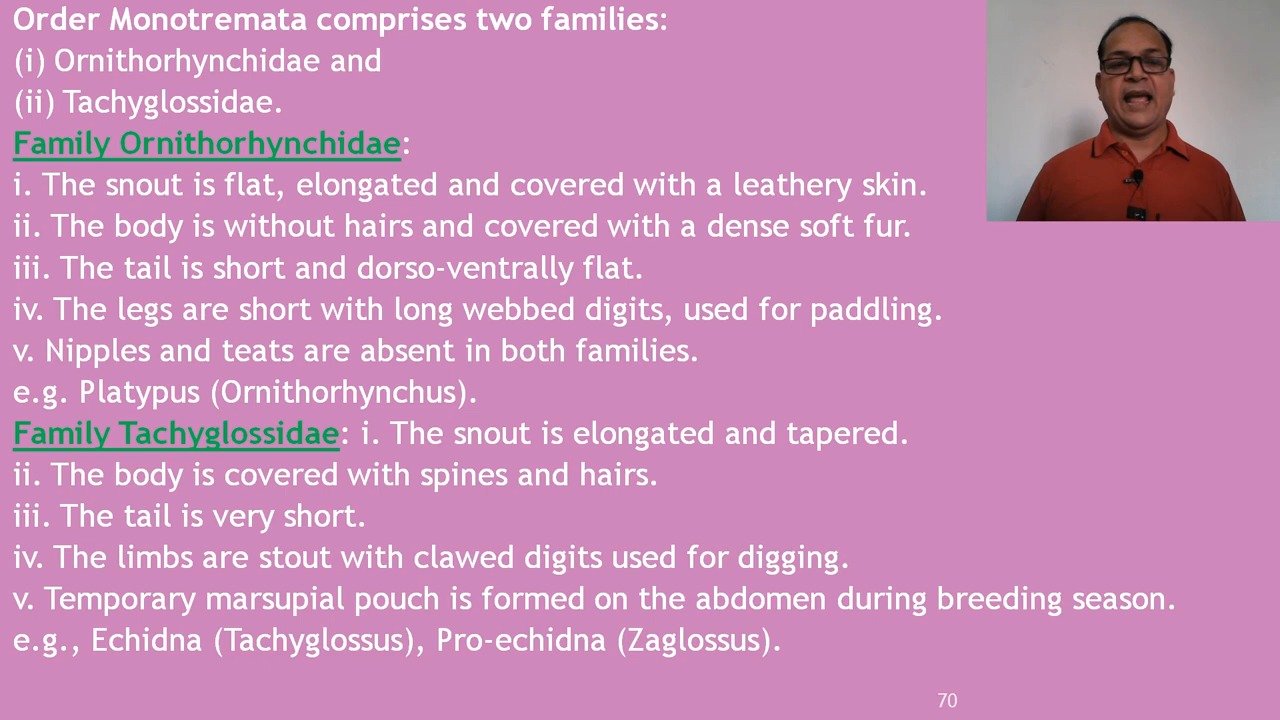 Order Monotremata comprises two families:
(i) Ornithorhynchidae and
(ii) Tachyglossidae.
Family Ornithorhynchidae:
i. The snout is flat, elongated and covered with a leathery skin.
ii. The body is without hairs and covered with a dense soft fur.
iii. The tail is short and dorso-ventrally flat.
iv. The legs are short with long webbed digits, used for paddling.
v. Nipples and teats are absent in both families.
e.g. Platypus (Ornithorhynchus).
Family Tachyglossidae: i. The snout is elongated and tapered.
ii. The body is covered with spines and hairs.
iii. The tail is very short.
iv. The limbs are stout with clawed digits used for digging.
v. Temporary marsupial pouch is formed on the abdomen during breeding season.
e.g., Echidna (Tachyglossus), Pro-echidna (Zaglossus).
70